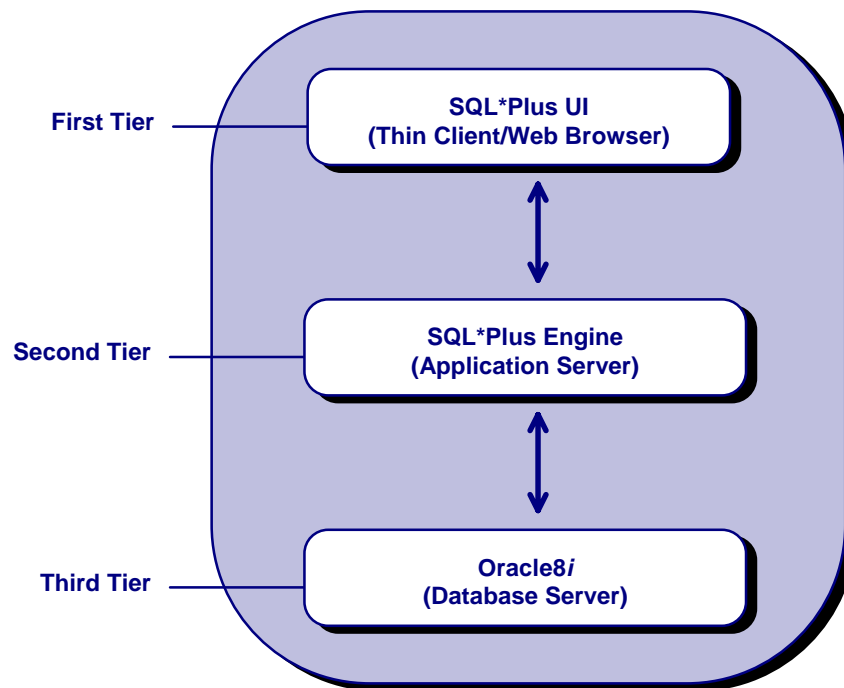 First Tier
SQL*Plus UI
(Thin Client/Web Browser)
Second Tier
SQL*Plus Engine
(Application Server)
Third Tier
Oracle8i
(Database Server)